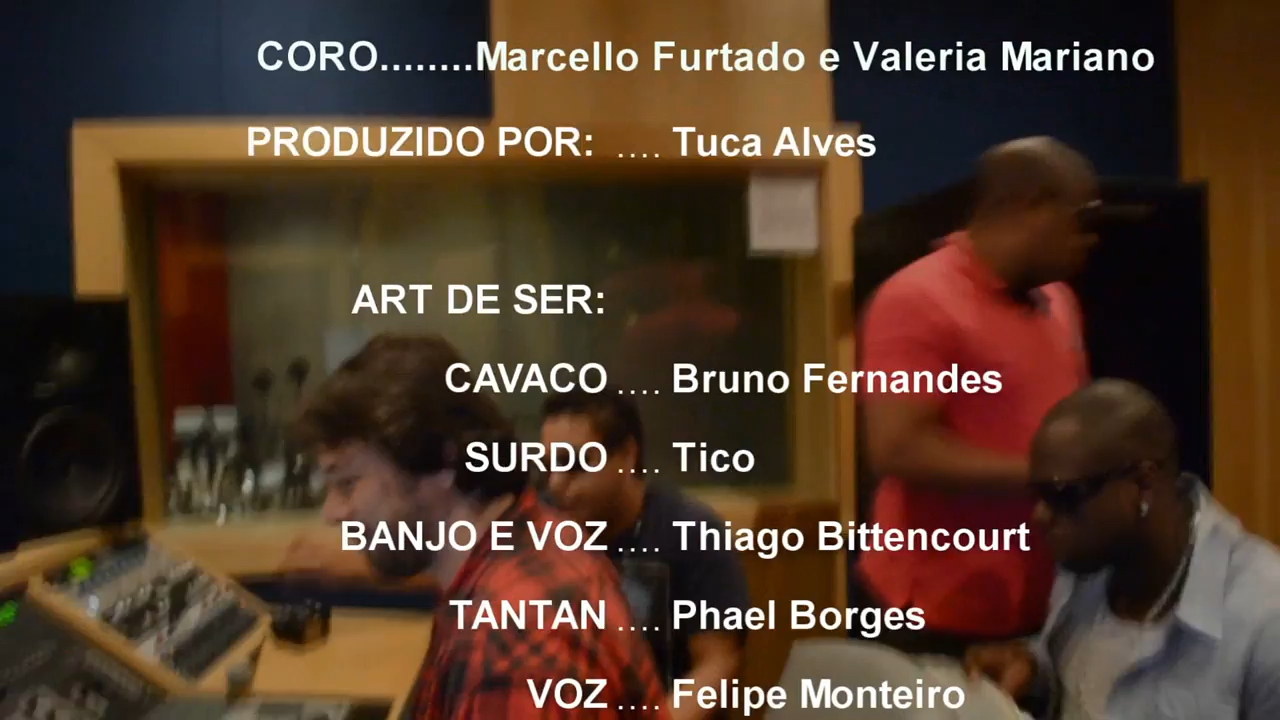 CORO........Marcello Furtado e Valeria Mariano
PRODUZIDO POR: .... Tuca Alves
ART DE SER:
CAVACO .... Bruno Fernandes
SURDO .... Tico
BANJO E VOZ .... Thiago Bittencourt
TANTAN .... Phael Borges
VOZ .... Felipe Monteiro